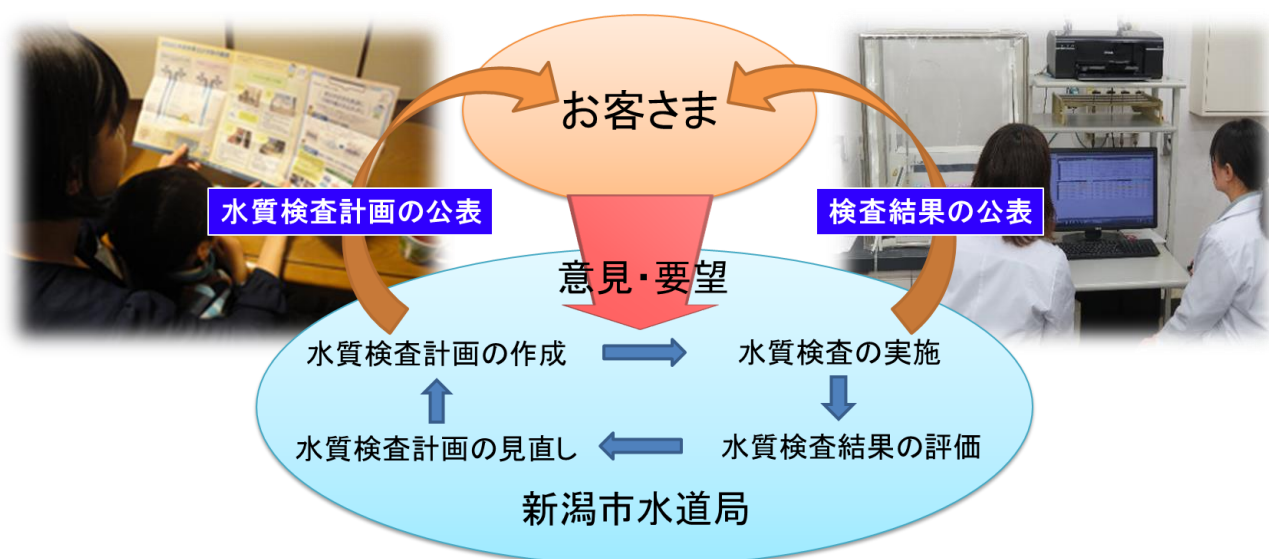 お客さま
水質検査計画の公表
検査結果の公表
意見・要望
水質検査計画の作成
水質検査の実施
水質検査計画の見直し
水質検査結果の評価
新潟市水道局